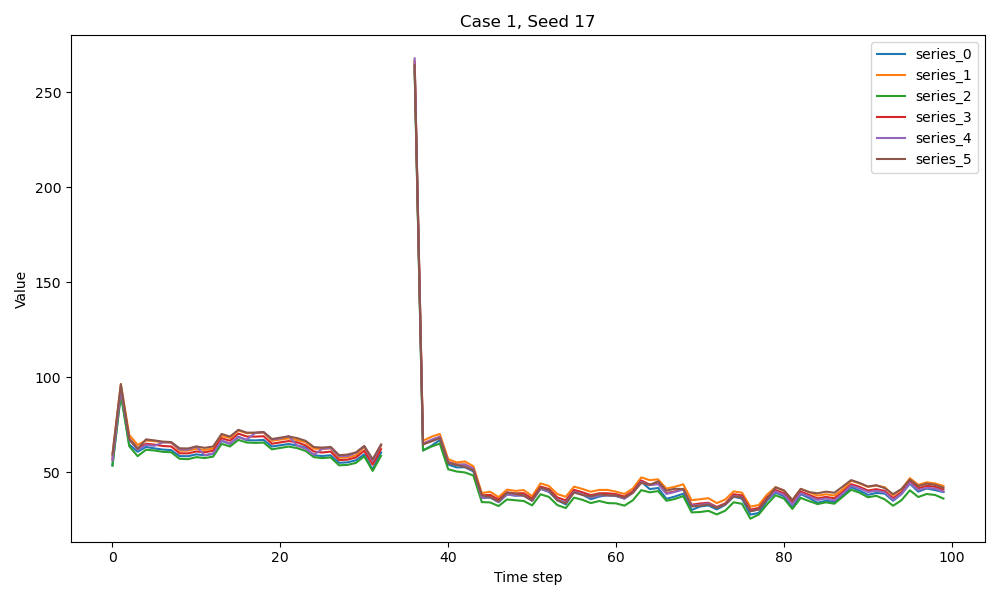 Case 1, Seed 17
series_0
series_1
series_2
series_3
series_4
series_5
Value
250
200
150
100
50
0
20
40
60
80
100
Time step